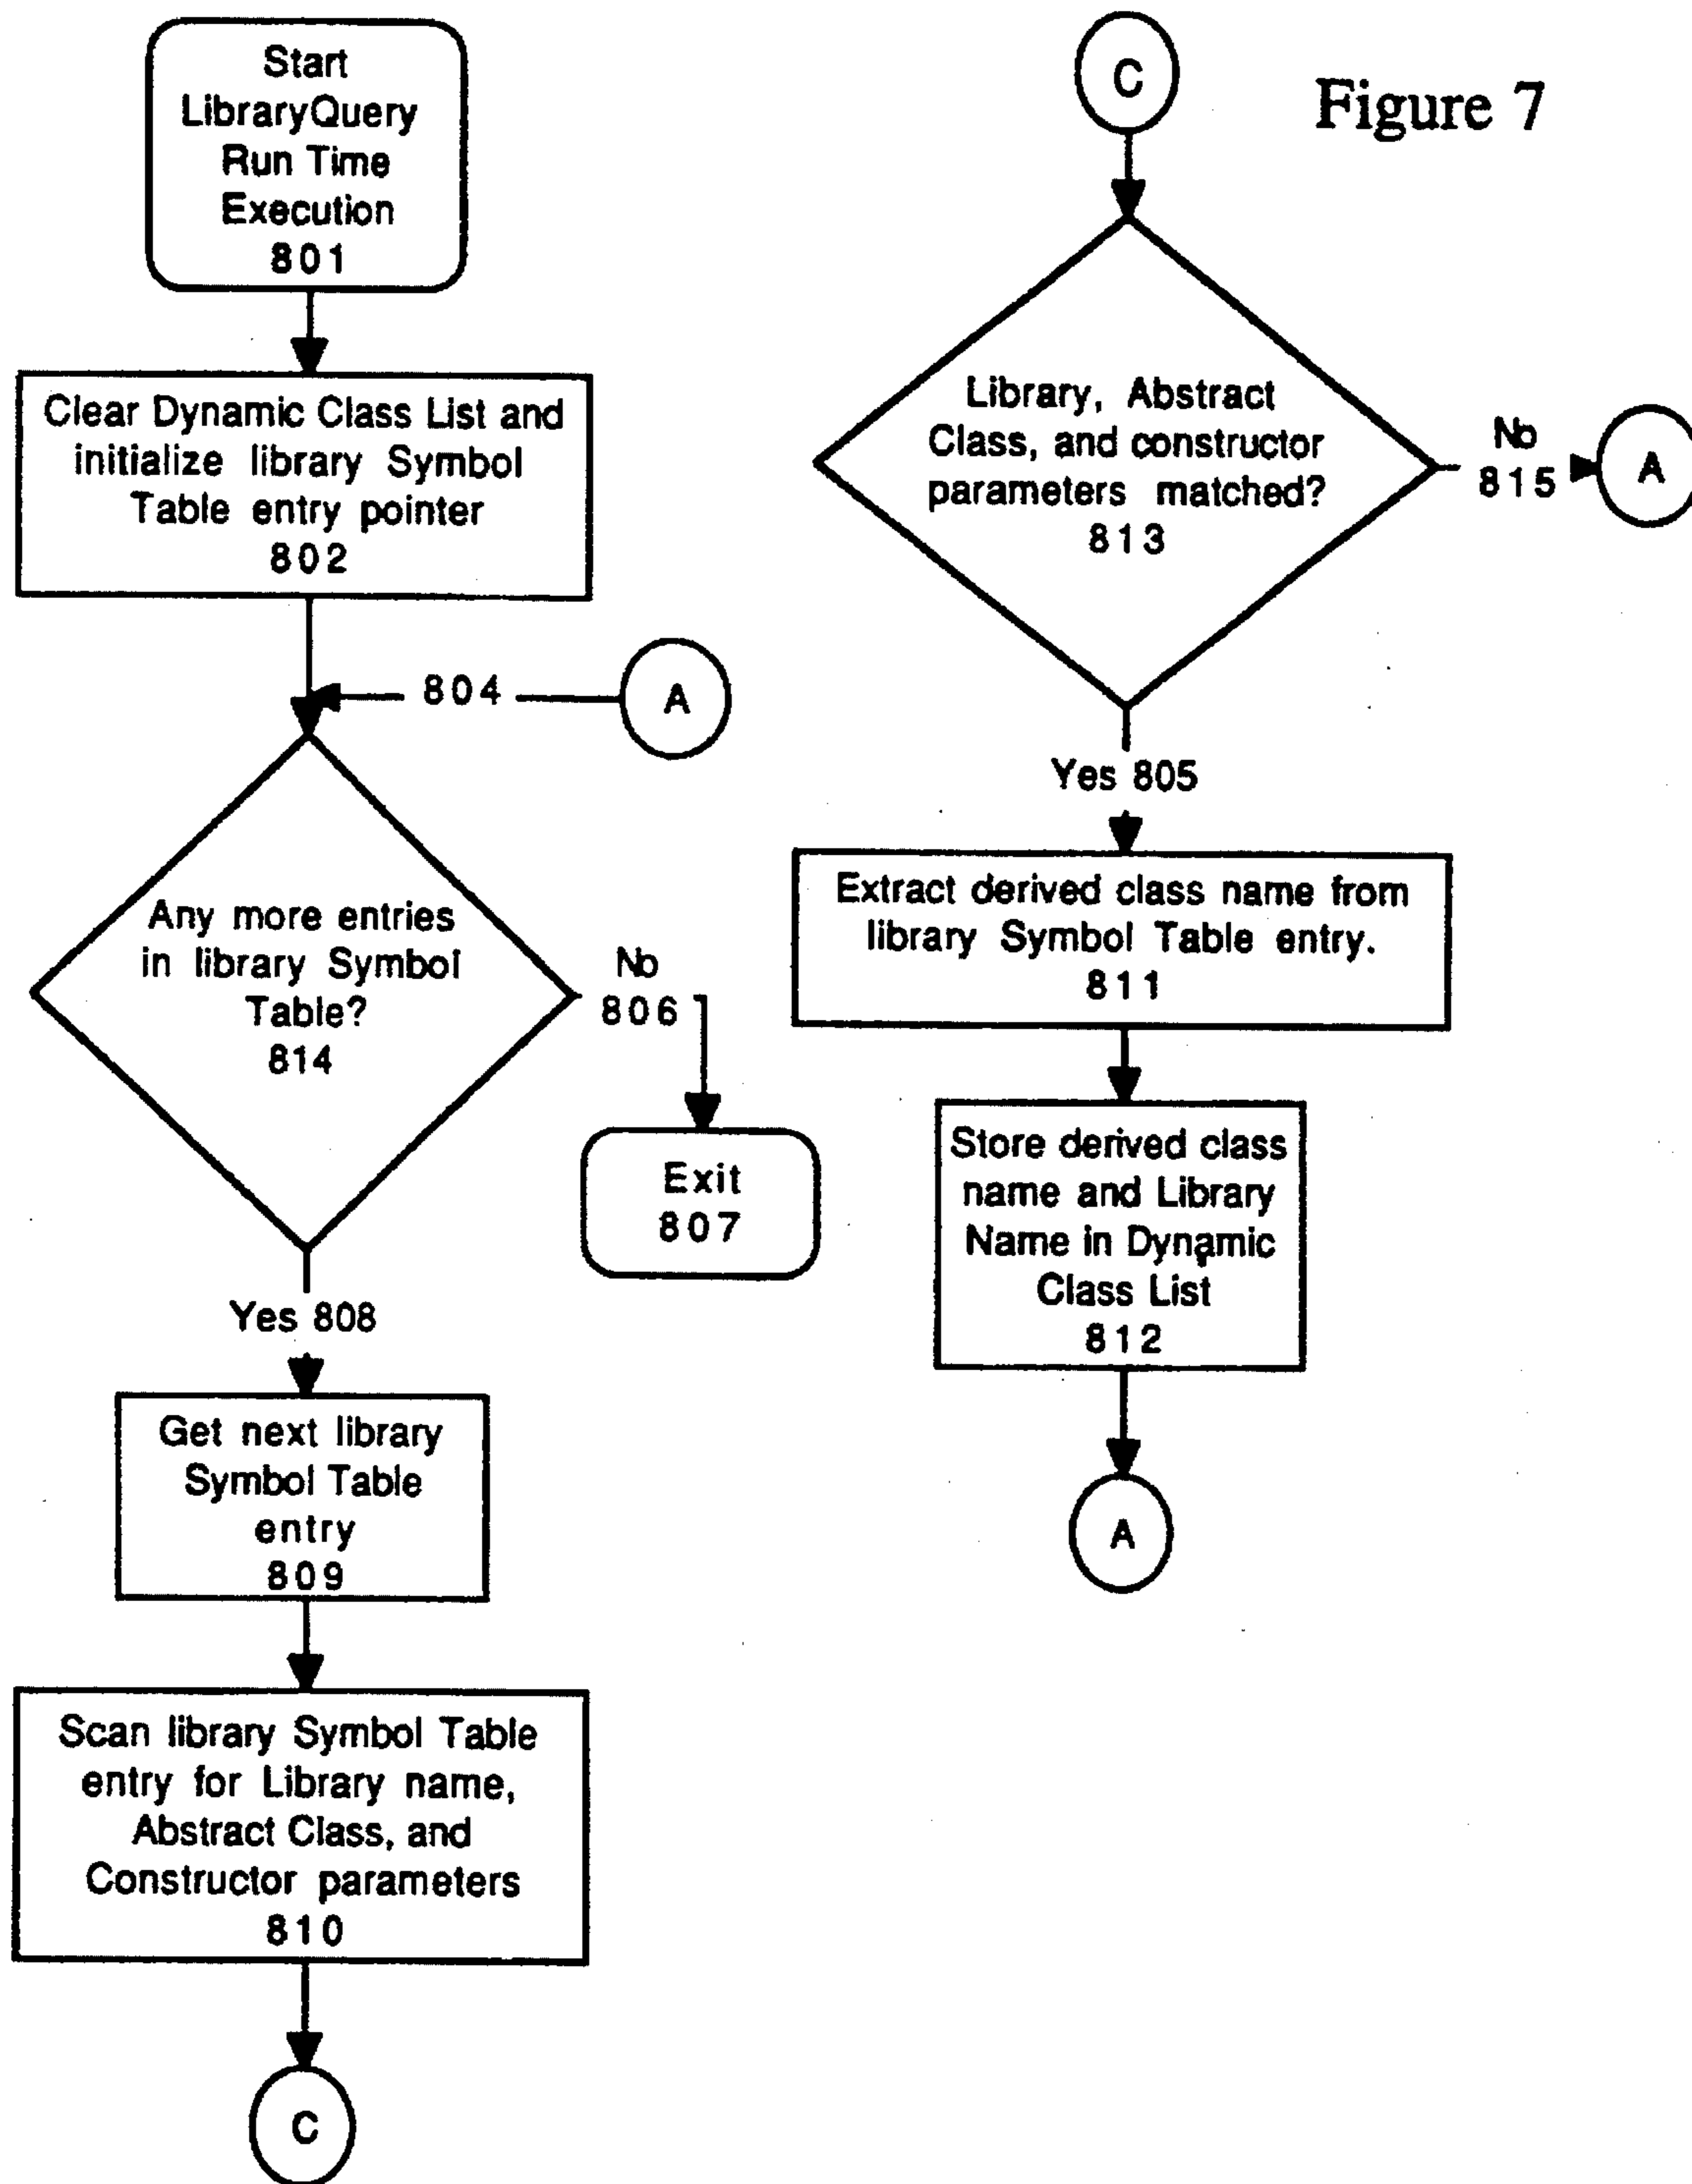 Figure 7
Start
LibraryQuery
Run Time
Execution
801
Clear Dynamic Class List and
initialize library Symbol
Table entry pointer
802
804
A
Any more entries
in library Symbol
Table?
814
No
806
Exit
807
Yes 808
Get next library
Symbol Table
entry
809
Scan library Symbol Table
entry for Library name,
Abstract Class, and
Constructor parameters
810
C
C
Library, Abstract
Class, and constructor
parameters matched?
813
No
815
A
Yes 805
Extract derived class name from
library Symbol Table entry.
811
Store derived class
name and Library
Name in Dynamic
Class List
812
A